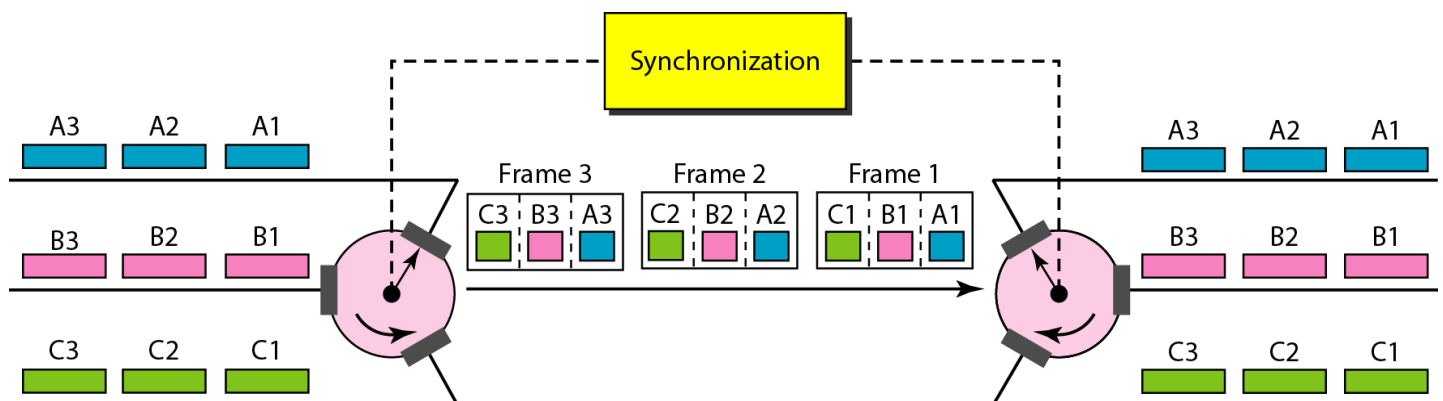 Synchronization
A3 A2 A1
A3 A2 A1
Frame 3 Frame 2 Frame 1
C3 B3 A3 C2 B2 A2 C1 B1 A1
B3 B2 B1
B3 B2 B1
C3 C2 C1
C3 C2 C1